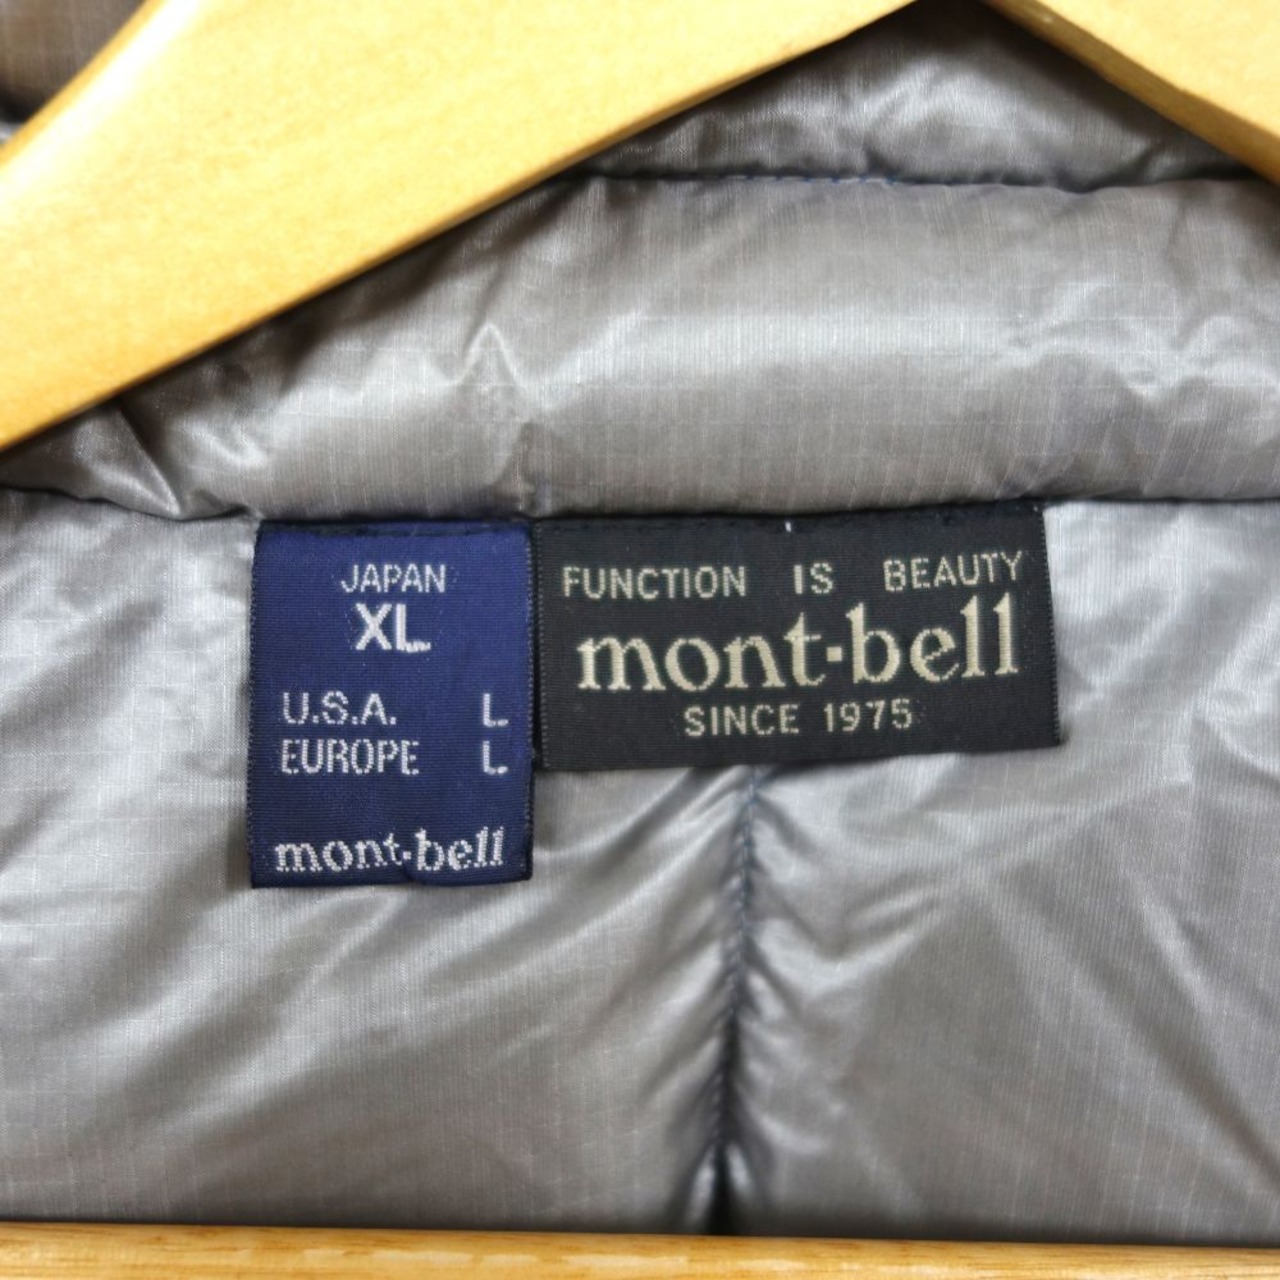 JAPAN
XL
U.S.A. L
EUROPE L
mont-bell
FUNCTION IS BEAUTY
mont-bell
SINCE 1975